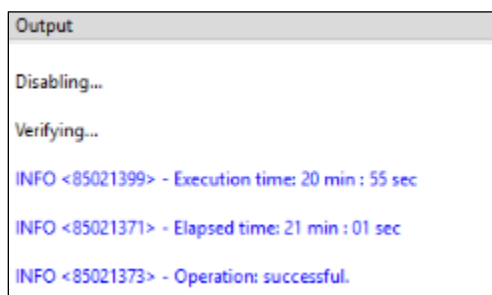 Output
Disabling...
Verifying...
INFO <85021399> - Execution time: 20 min : 55 sec
INFO <85021371> - Elapsed time: 21 min : 01 sec
INFO <85021373> - Operation: successful.